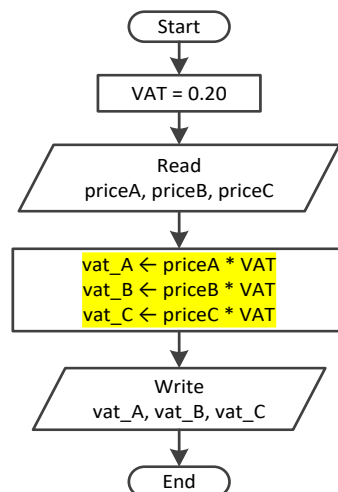 Start
VAT = 0.20
Read
priceA, priceB, priceC
vat_A ← priceA * VAT
vat_B ← priceB * VAT
vat_C ← priceC * VAT
Write
vat_A, vat_B, vat_C
End